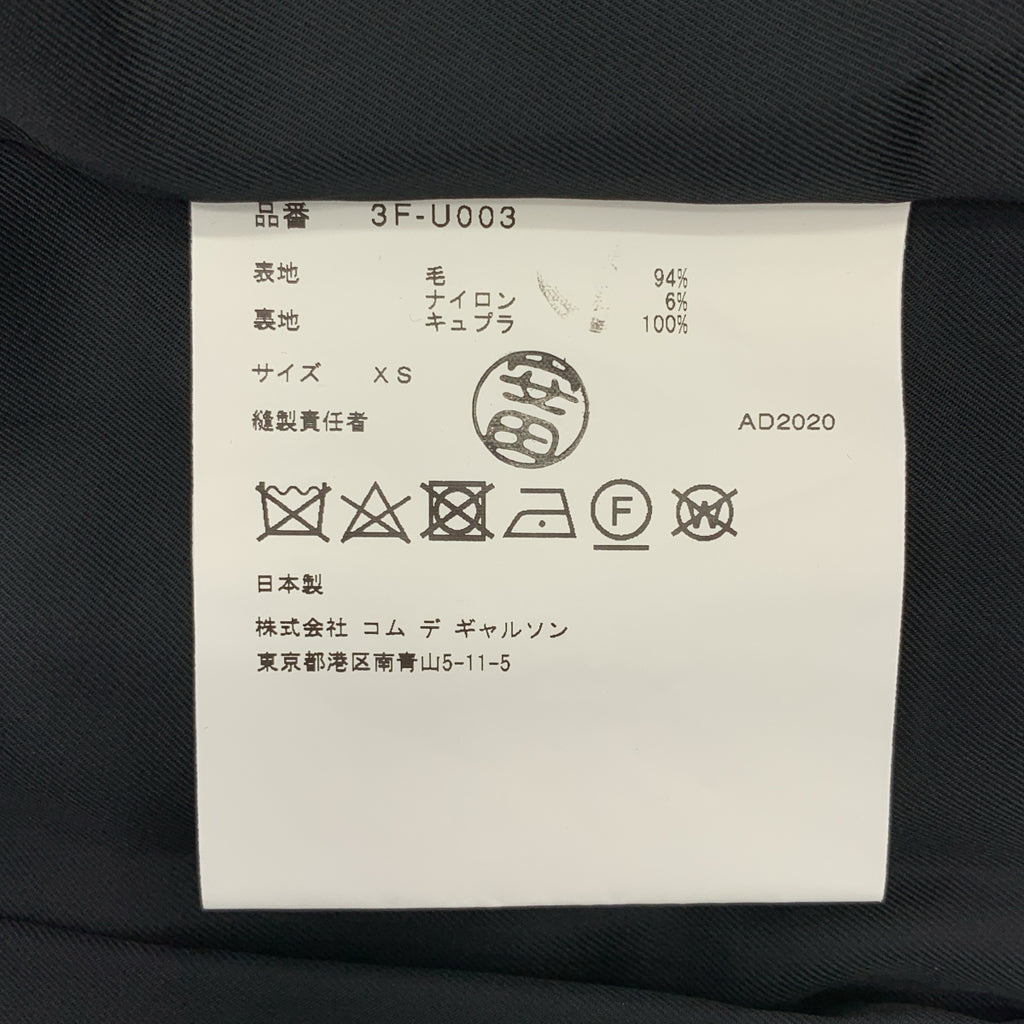 品番 3F-U003
表地 毛 94%
ナイロン 6%
裏地 キュプラ 100%
サイズ XS
縫製責任者 安田 AD2020
F W
日本製
株式会社 コム デ ギャルソン
東京都港区南青山5-11-5